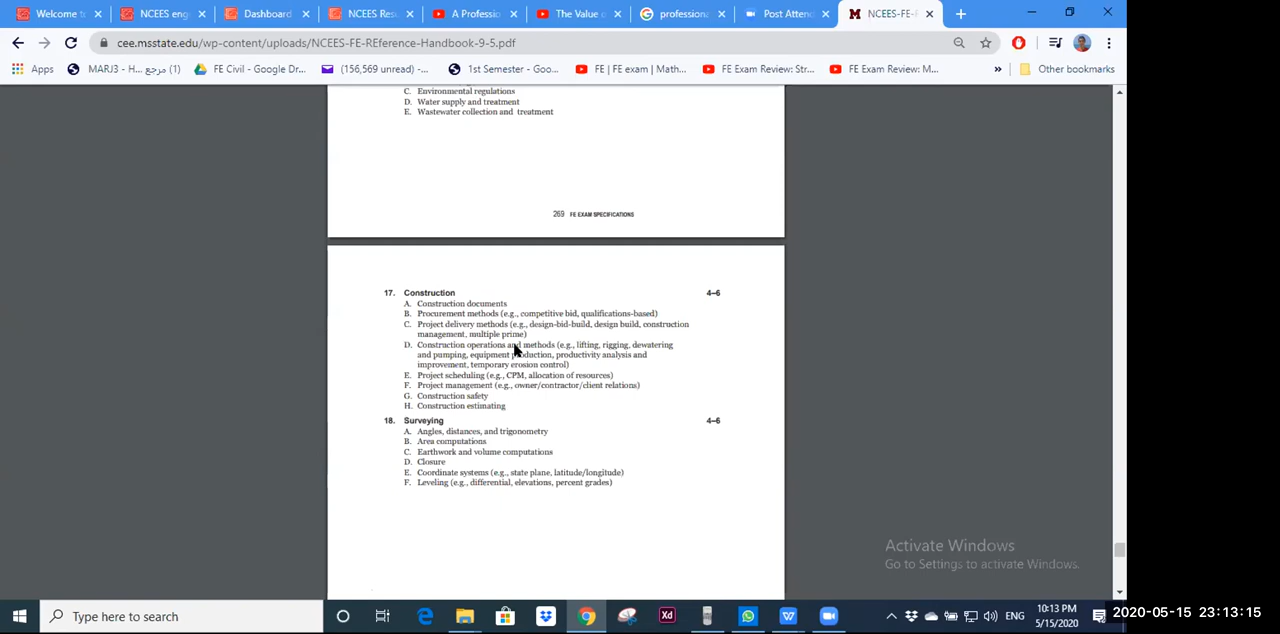 Welcome to
NCEES eng
Dashboard
NCEES Res
A Professio
The Value o
professiona
Post Attend
NCEES-FE-R
cee.msstate.edu/wp-content/uploads/NCEES-FE-REference-Handbook-9-5.pdf
Apps
MARJ3 - H... مرجع (1)
FE Civil - Google Dr...
(156,569 unread) -...
1st Semester - Goo...
FE | FE exam | Math...
FE Exam Review: Str...
FE Exam Review: M...
»
Other bookmarks
C. Environmental regulations
D. Water supply and treatment
E. Wastewater collection and treatment
269 FE EXAM SPECIFICATIONS
17. Construction 4–6
A. Construction documents
B. Procurement methods (e.g., competitive bid, qualifications-based)
C. Project delivery methods (e.g., design-bid-build, design build, construction
management, multiple prime)
D. Construction operations and methods (e.g., lifting, rigging, dewatering
and pumping, equipment production, productivity analysis and
improvement, temporary erosion control)
E. Project scheduling (e.g., CPM, allocation of resources)
F. Project management (e.g., owner/contractor/client relations)
G. Construction safety
H. Construction estimating
18. Surveying 4–6
A. Angles, distances, and trigonometry
B. Area computations
C. Earthwork and volume computations
D. Closure
E. Coordinate systems (e.g., state plane, latitude/longitude)
F. Leveling (e.g., differential, elevations, percent grades)
Activate Windows
Go to Settings to activate Windows.
Type here to search
Xd
ENG
10:13 PM
5/15/2020
2020-05-15 23:13:15